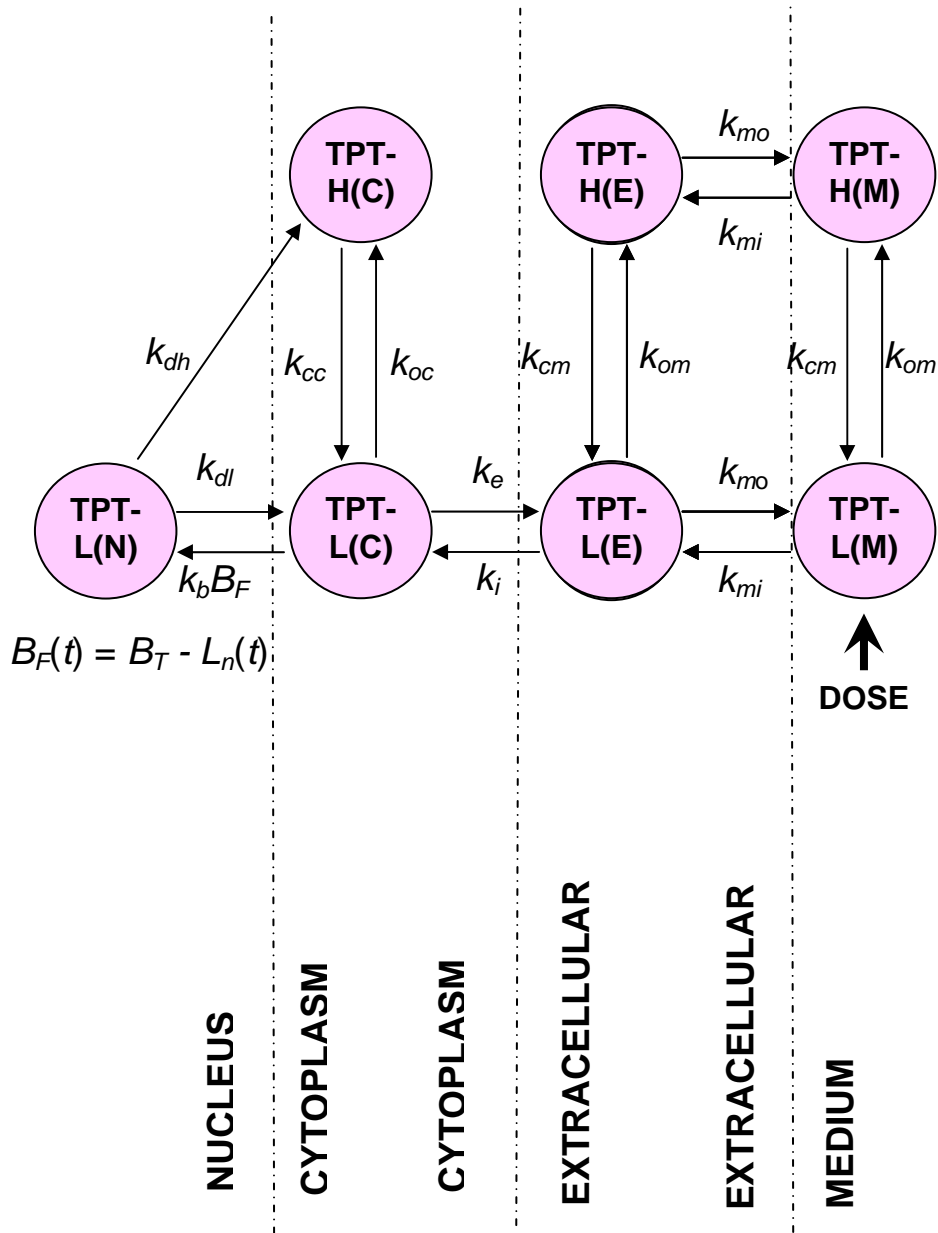 TPT-
H(C)
TPT-
H(E)
k_mo
k_mi
TPT-
H(M)
k_dh
k_cc
k_oc
k_cm
k_om
k_cm
k_om
TPT-
L(N)
k_dl
k_bB_F
TPT-
L(C)
k_e
k_i
TPT-
L(E)
k_mo
k_mi
TPT-
L(M)
B_F(t) = B_T - L_n(t)
DOSE
NUCLEUS
CYTOPLASM
CYTOPLASM
EXTRACELLULAR
EXTRACELLULAR
MEDIUM